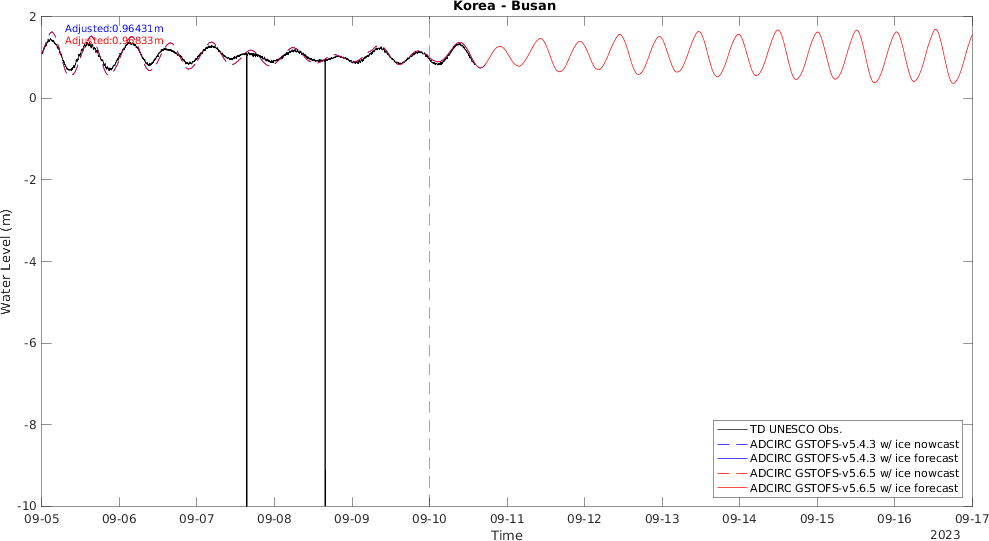 Korea - Busan
Adjusted:0.96431m
Adjusted:0.96833m
2
0
-2
-4
-6
-8
-10
Water Level (m)
TD UNESCO Obs.
ADCIRC GSTOFS-v5.4.3 w/ ice nowcast
ADCIRC GSTOFS-v5.4.3 w/ ice forecast
ADCIRC GSTOFS-v5.6.5 w/ ice nowcast
ADCIRC GSTOFS-v5.6.5 w/ ice forecast
09-05 09-06 09-07 09-08 09-09 09-10 09-11 09-12 09-13 09-14 09-15 09-16 09-17
Time
2023